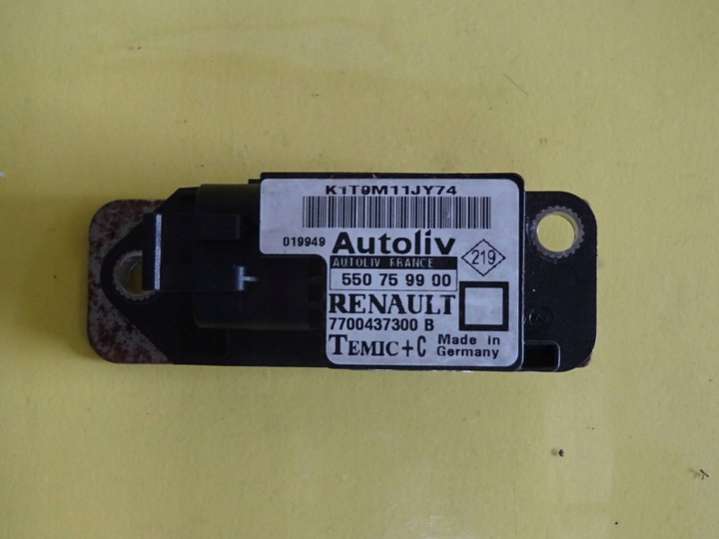 K1T9M11JY74
019949 Autoliv
AUTOLIV FRANCE
219
550 75 99 00
RENAULT
7700437300 B
TEMIC+C Made in
Germany